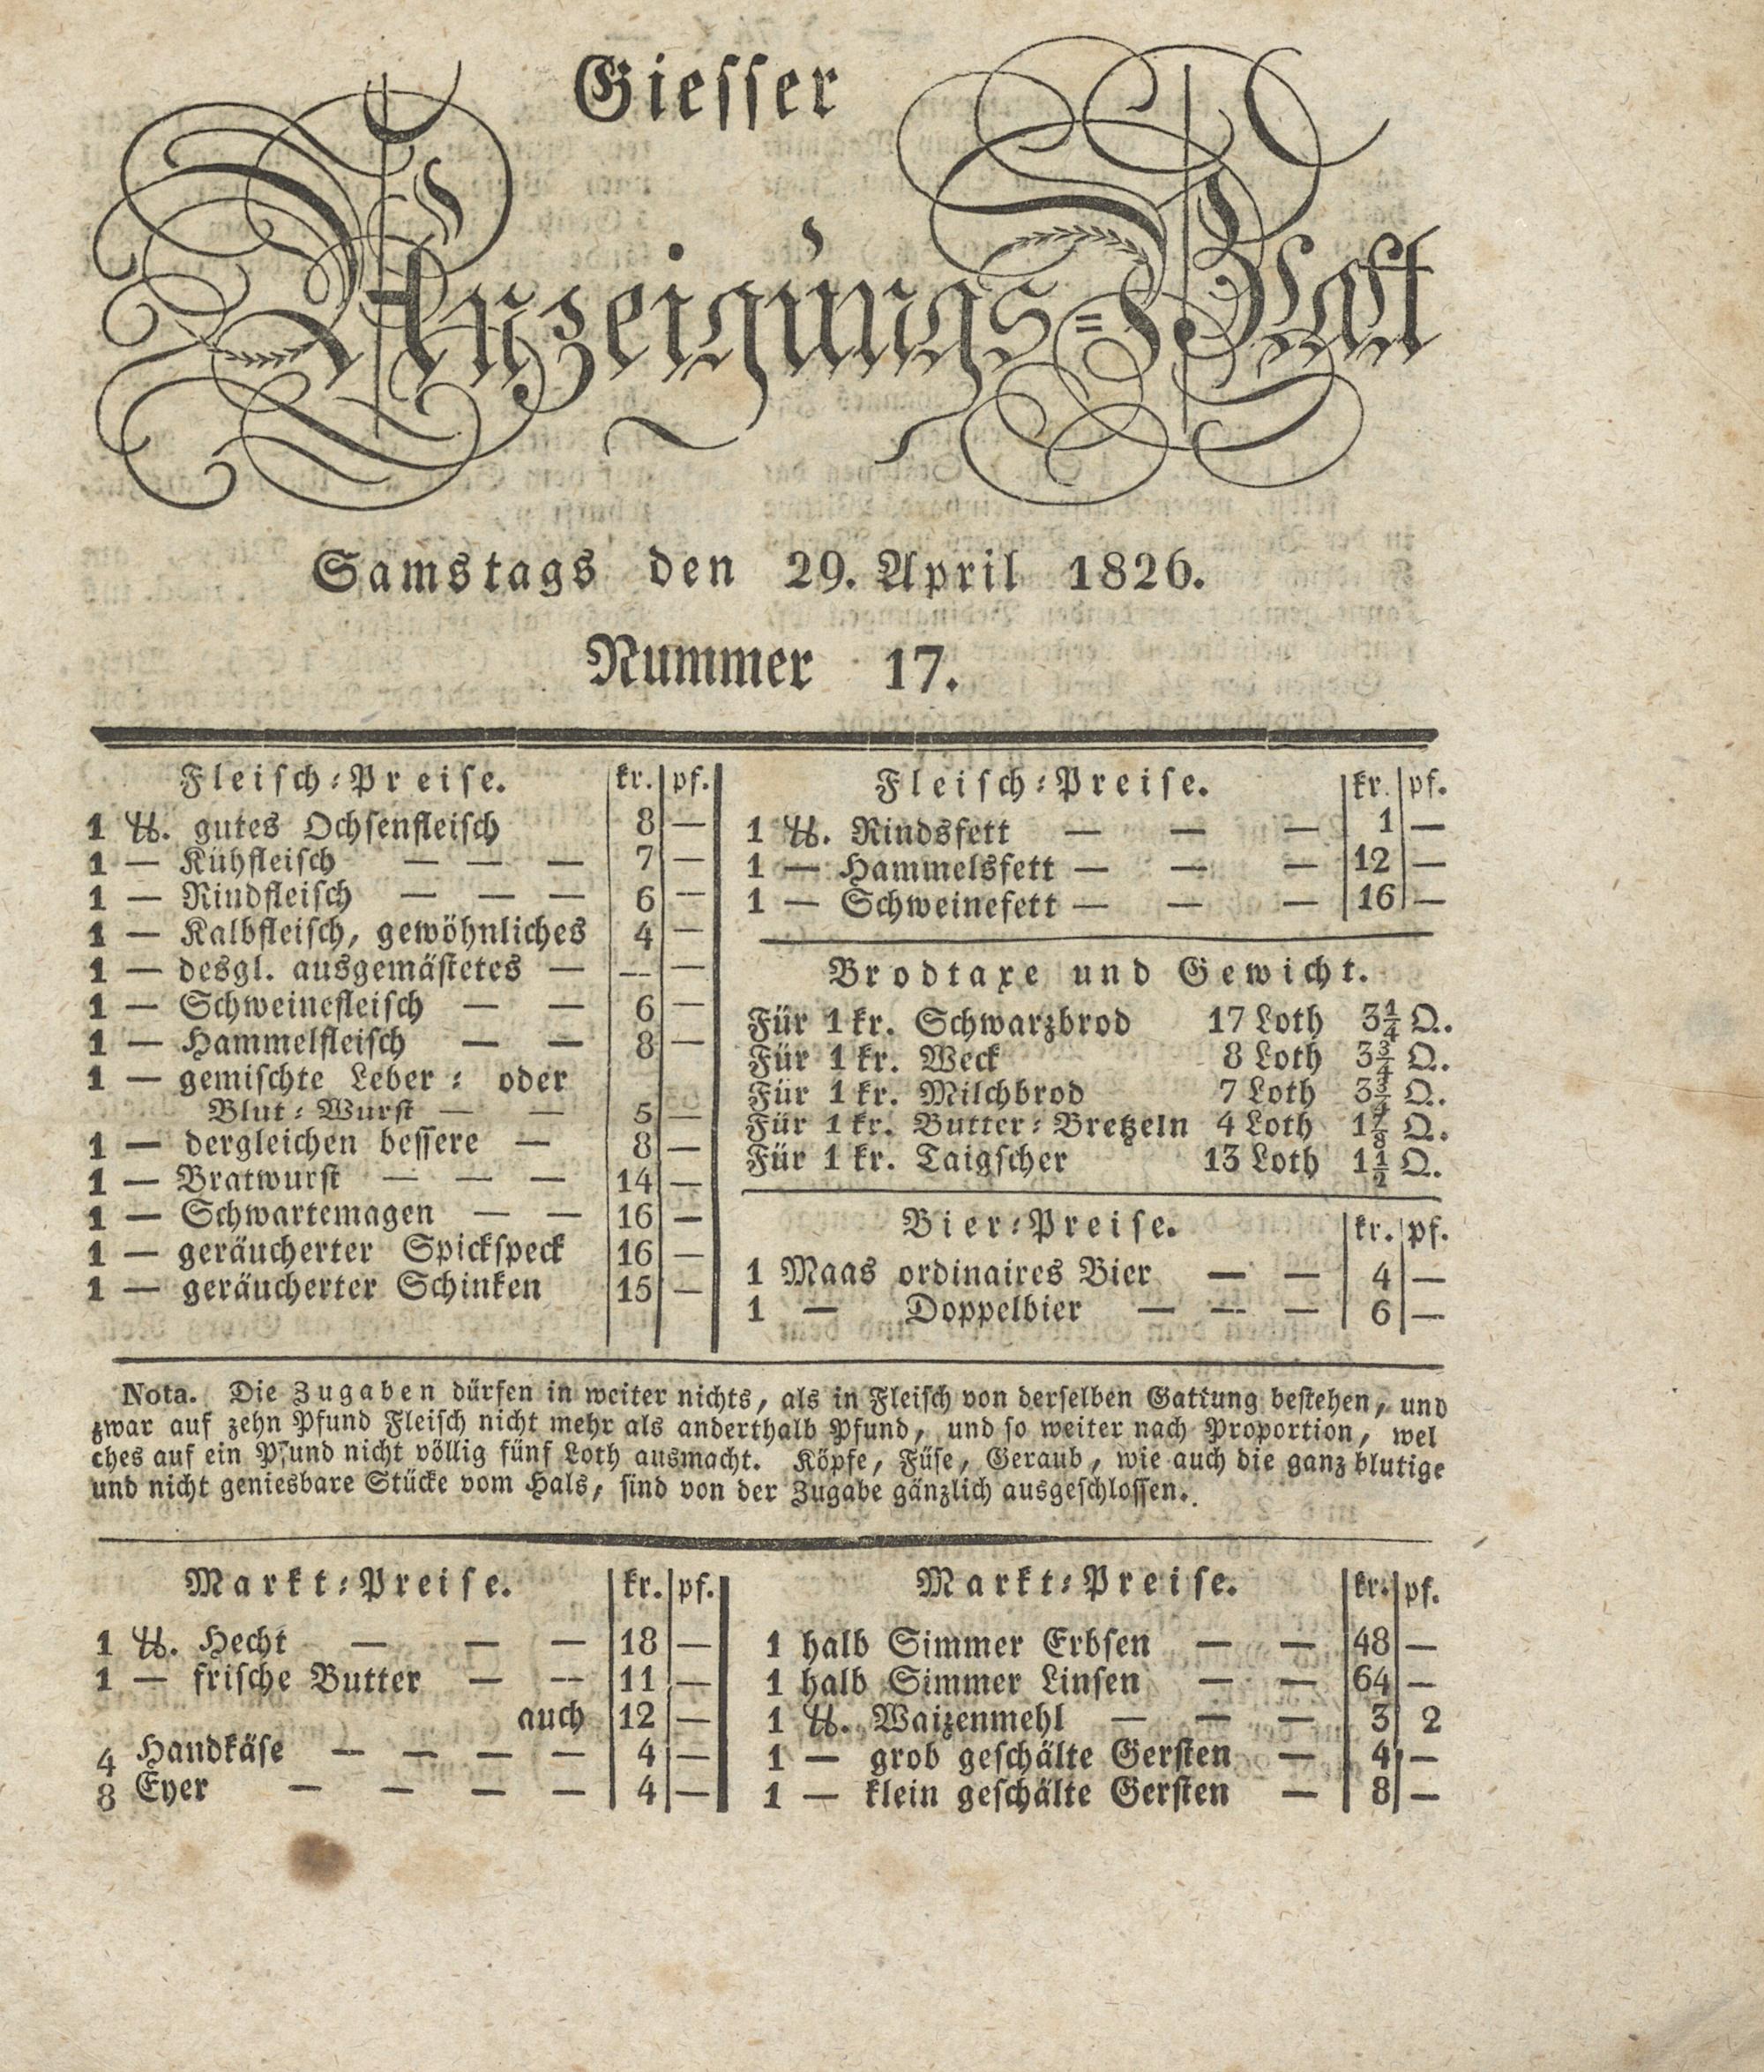 Giesser
Anzeigungs=Blatt
Samstags den 29. April 1826.
Nummer 17.
Fleisch=Preise. kr. pf.
1 ℔. gutes Ochsenfleisch 8 —
1 — Kühfleisch — — — 7 —
1 — Rindfleisch — — — 6 —
1 — Kalbfleisch, gewöhnliches 4 —
1 — desgl. ausgemästetes — — —
1 — Schweinefleisch — — 6 —
1 — Hammelfleisch — — 8 —
1 — gemischte Leber= oder
Blut=Wurst — — 5 —
1 — dergleichen bessere — 8 —
1 — Bratwurst — — — 14 —
1 — Schwartemagen — — 16 —
1 — geräucherter Spickspeck 16 —
1 — geräucherter Schinken 15 —
Fleisch=Preise. kr. pf.
1 ℔. Rindsfett — — — 1 —
1 — Hammelsfett — — — 12 —
1 — Schweinefett — — — 16 —
Brodtaxe und Gewicht.
Für 1 kr. Schwarzbrod 17 Loth 3¼ Q.
Für 1 kr. Weck 8 Loth 3¾ Q.
Für 1 kr. Milchbrod 7 Loth 3¾ Q.
Für 1 kr. Butter=Bretzeln 4 Loth 1⅞ Q.
Für 1 kr. Taigscher 13 Loth 1½ Q.
Bier=Preise. kr. pf.
1 Maas ordinaires Bier — — 4 —
1 — Doppelbier — — — 6 —
Nota. Die Zugaben dürfen in weiter nichts, als in Fleisch von derselben Gattung bestehen, und
zwar auf zehn Pfund Fleisch nicht mehr als anderthalb Pfund, und so weiter nach Proportion, wel
ches auf ein Pfund nicht völlig fünf Loth ausmacht. Köpfe, Füse, Geraub, wie auch die ganz blutige
und nicht geniesbare Stücke vom Hals, sind von der Zugabe gänzlich ausgeschlossen.
Markt=Preise. kr. pf.
1 ℔. Hecht — — — 18 —
1 — frische Butter — — 11 —
auch 12 —
4 Handkäse — — — — 4 —
8 Eyer — — — — 4 —
Markt=Preise. kr. pf.
1 halb Simmer Erbsen — — 48 —
1 halb Simmer Linsen — — 64 —
1 ℔. Waizenmehl — — — 3 2
1 — grob geschälte Gersten — 4 —
1 — klein geschälte Gersten — 8 —